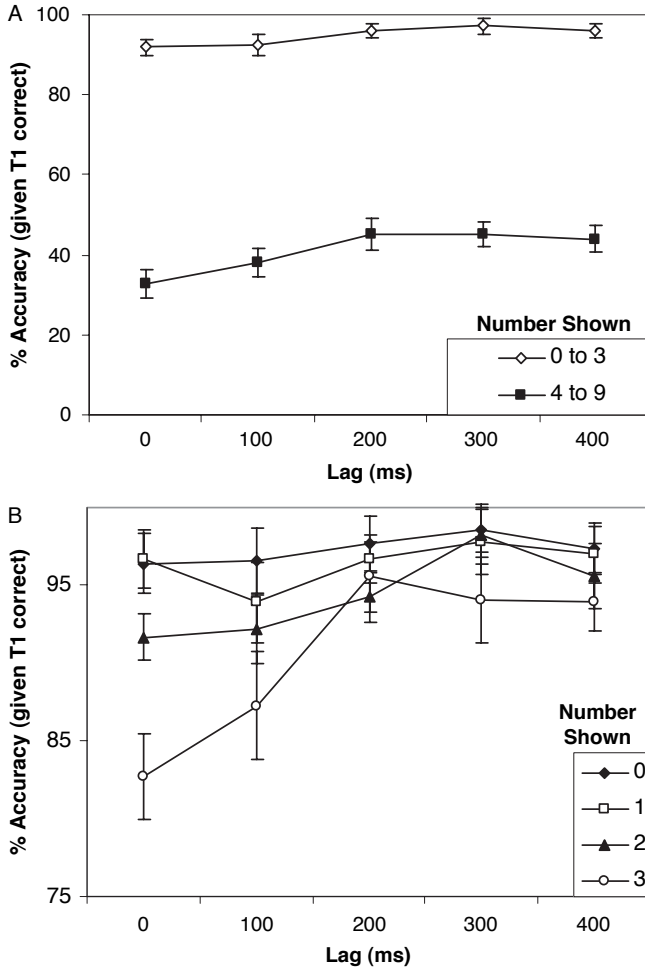 A
100
80
60
40
20
0
% Accuracy (given T1 correct)
Number Shown
0 to 3
4 to 9
0 100 200 300 400
Lag (ms)
B
95
85
75
% Accuracy (given T1 correct)
Number
Shown
0
1
2
3
0 100 200 300 400
Lag (ms)